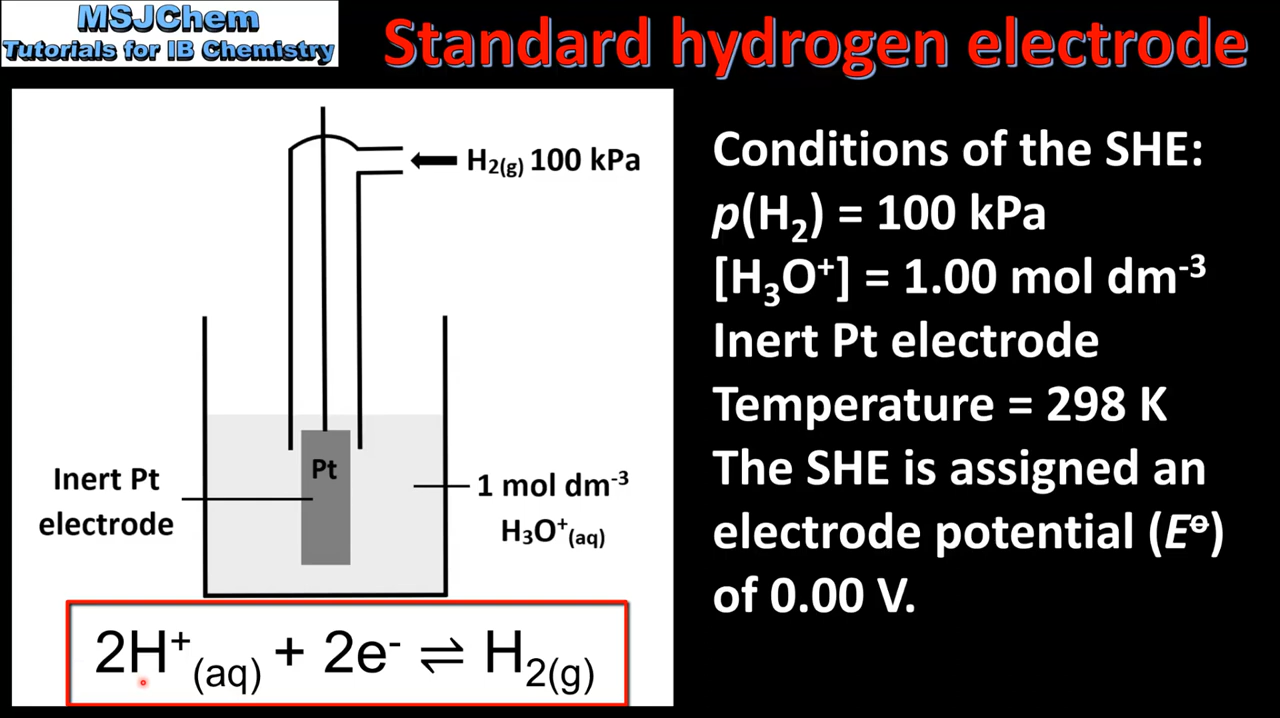 MSJChem
Tutorials for IB Chemistry
Standard hydrogen electrode
H₂(g) 100 kPa
Pt
Inert Pt
electrode
1 mol dm⁻³
H₃O⁺(aq)
2H⁺(aq) + 2e⁻ ⇌ H₂(g)
Conditions of the SHE:
p(H₂) = 100 kPa
[H₃O⁺] = 1.00 mol dm⁻³
Inert Pt electrode
Temperature = 298 K
The SHE is assigned an
electrode potential (E⊖)
of 0.00 V.